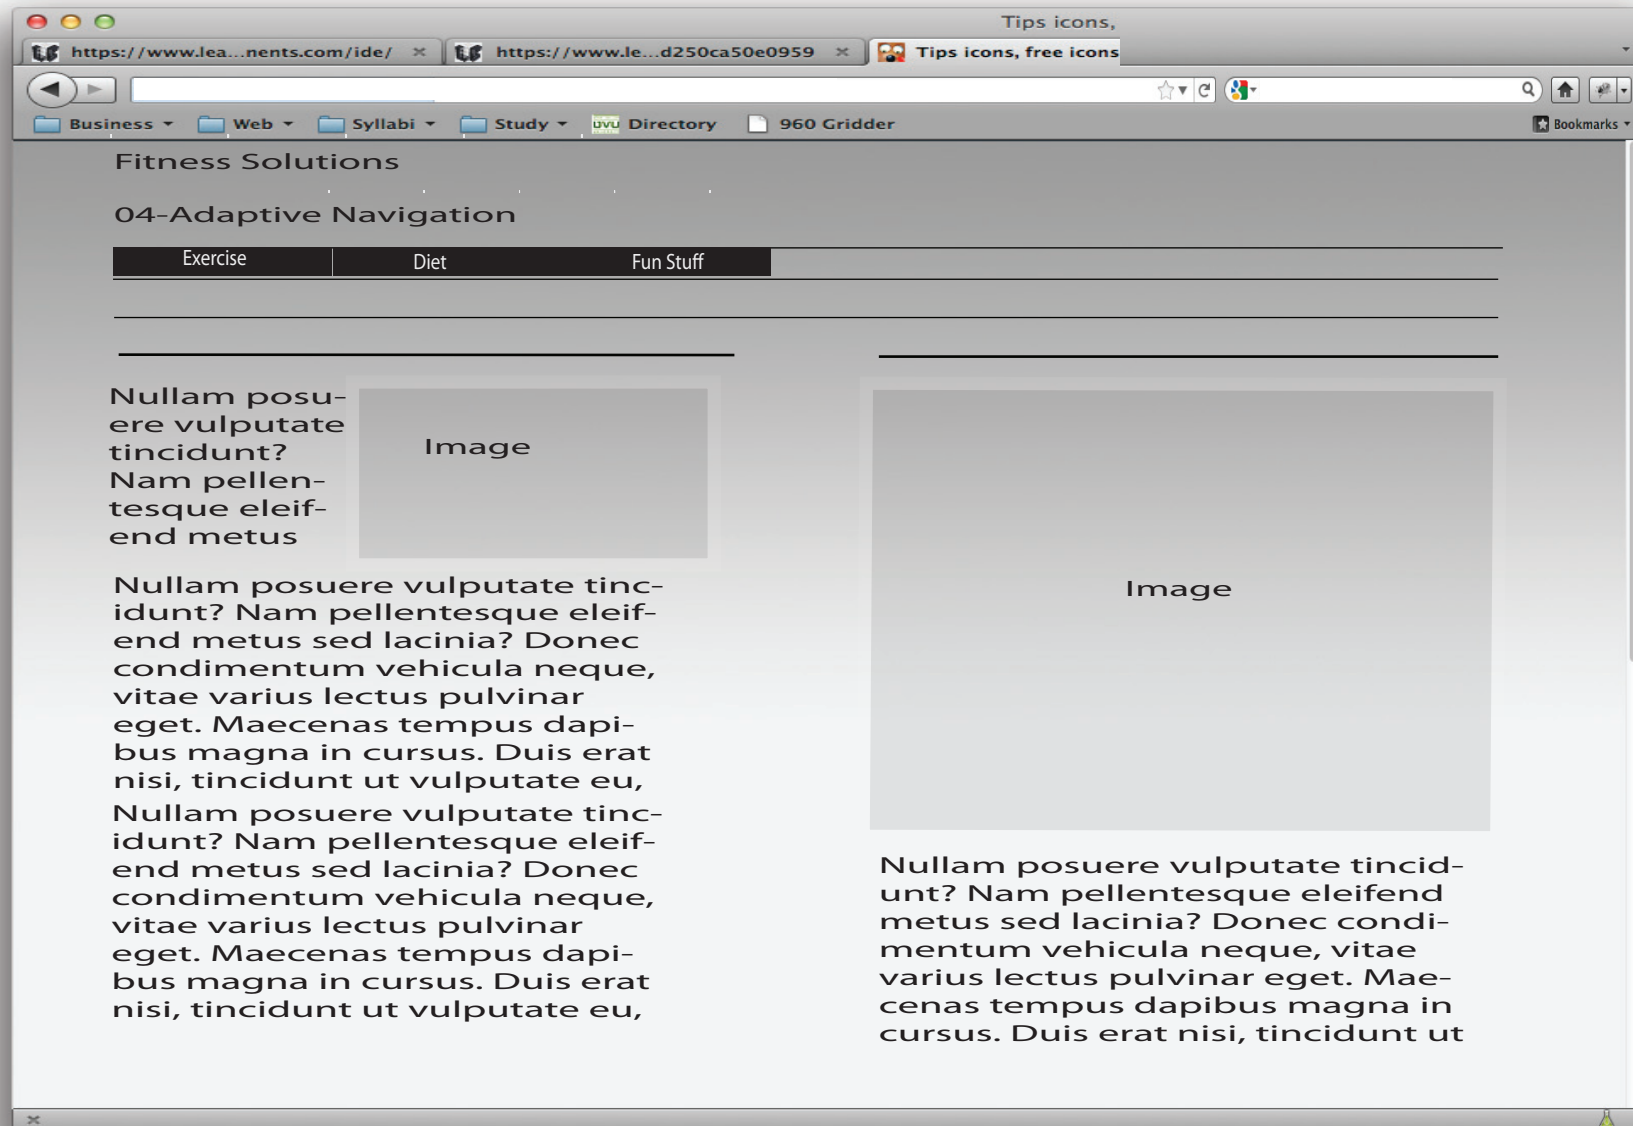 Tips icons,
https://www.lea...nents.com/ide/
https://www.le...d250ca50e0959
Tips icons, free icons
Business
Web
Syllabi
Study
UVU Directory
960 Gridder
Bookmarks
Fitness Solutions
04-Adaptive Navigation
Exercise
Diet
Fun Stuff
Nullam posu-
ere vulputate
tincidunt?
Nam pellen-
tesque eleif-
end metus
Image
Nullam posuere vulputate tinc-
idunt? Nam pellentesque eleif-
end metus sed lacinia? Donec
condimentum vehicula neque,
vitae varius lectus pulvinar
eget. Maecenas tempus dapi-
bus magna in cursus. Duis erat
nisi, tincidunt ut vulputate eu,
Nullam posuere vulputate tinc-
idunt? Nam pellentesque eleif-
end metus sed lacinia? Donec
condimentum vehicula neque,
vitae varius lectus pulvinar
eget. Maecenas tempus dapi-
bus magna in cursus. Duis erat
nisi, tincidunt ut vulputate eu,
Image
Nullam posuere vulputate tincid-
unt? Nam pellentesque eleifend
metus sed lacinia? Donec condi-
mentum vehicula neque, vitae
varius lectus pulvinar eget. Mae-
cenas tempus dapibus magna in
cursus. Duis erat nisi, tincidunt ut